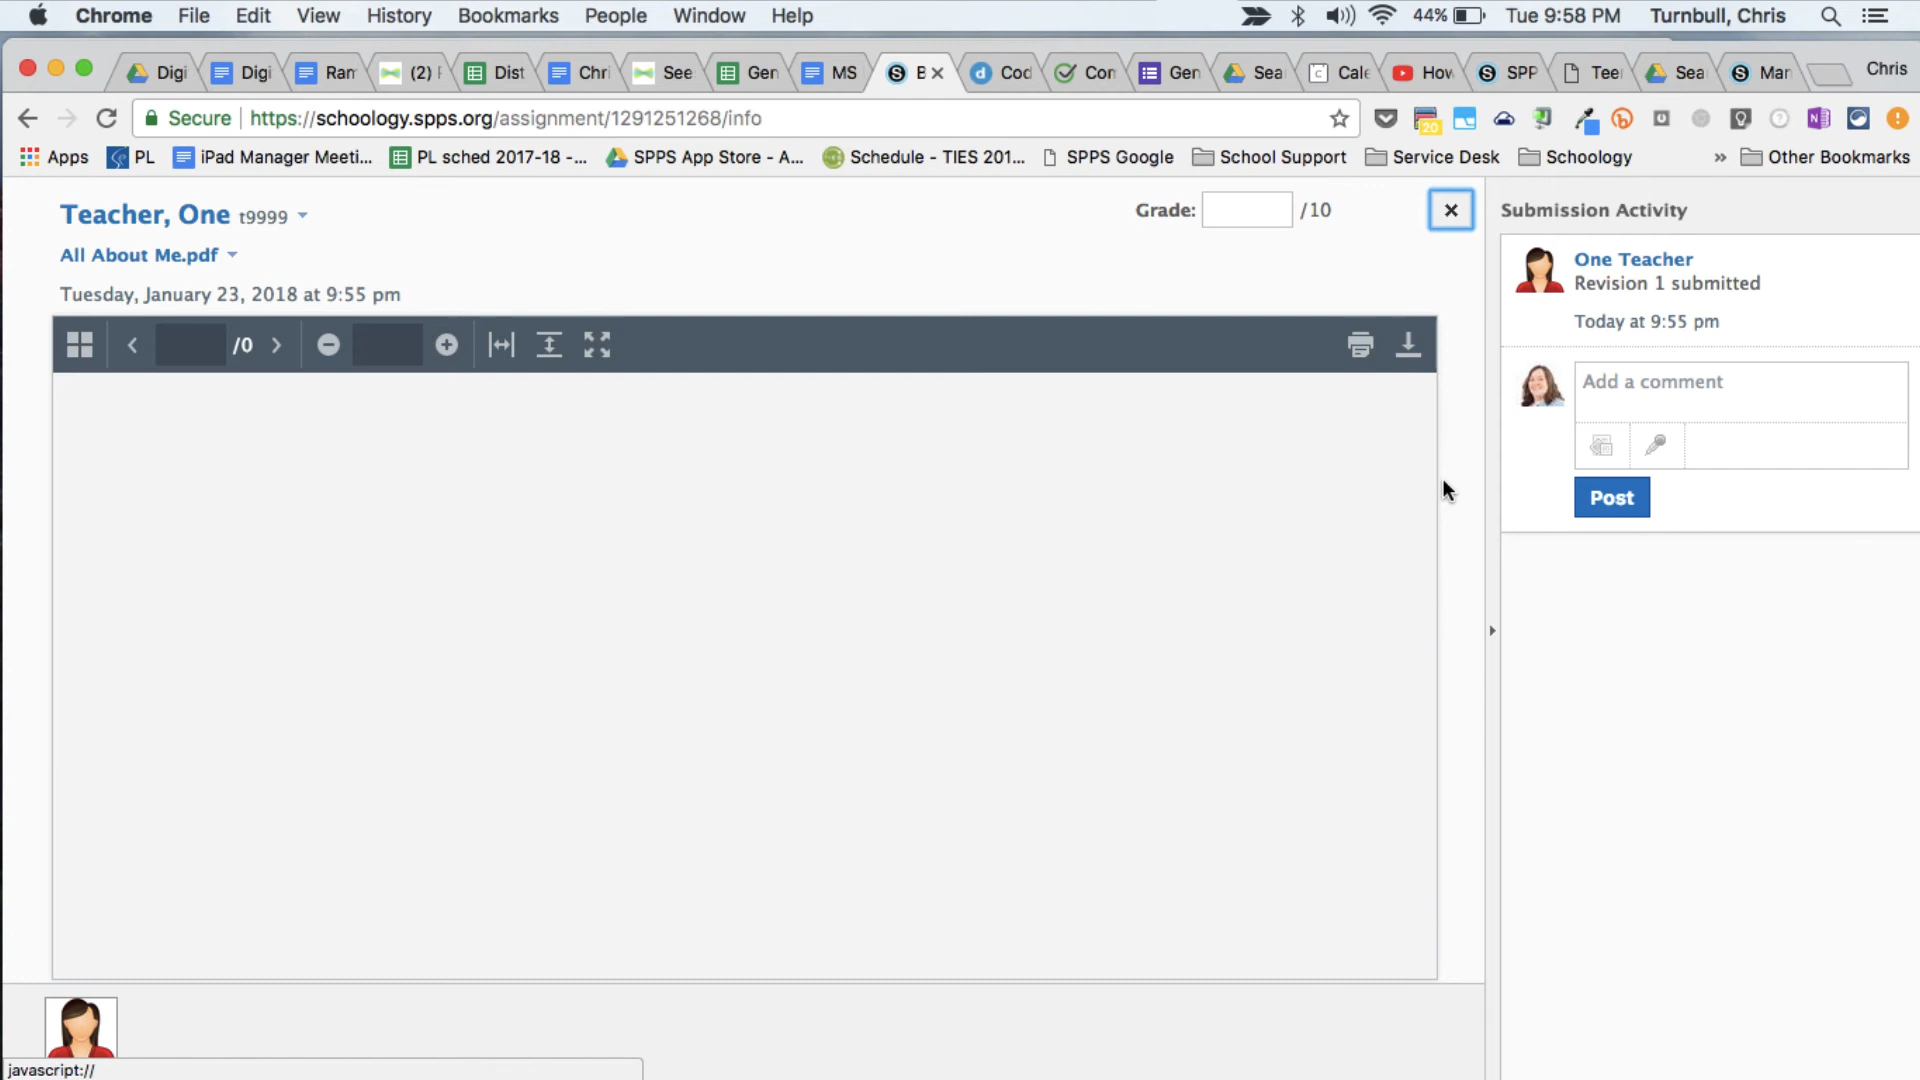 Chrome File Edit View History Bookmarks People Window Help 44% Tue 9:58 PM Turnbull, Chris
Digi Digi Ran (2) Dist Chri See Gen MS B Cod Con Gen Sea Cale How SPP Tee Sea Mar Chris
Secure https://schoology.spps.org/assignment/1291251268/info 20
Apps PL iPad Manager Meeti... PL sched 2017-18 -... SPPS App Store - A... Schedule - TIES 201... SPPS Google School Support Service Desk Schoology » Other Bookmarks
Teacher, One t9999
Grade: /10
All About Me.pdf
Tuesday, January 23, 2018 at 9:55 pm
/0
Submission Activity
One Teacher
Revision 1 submitted
Today at 9:55 pm
Add a comment
Post
javascript://